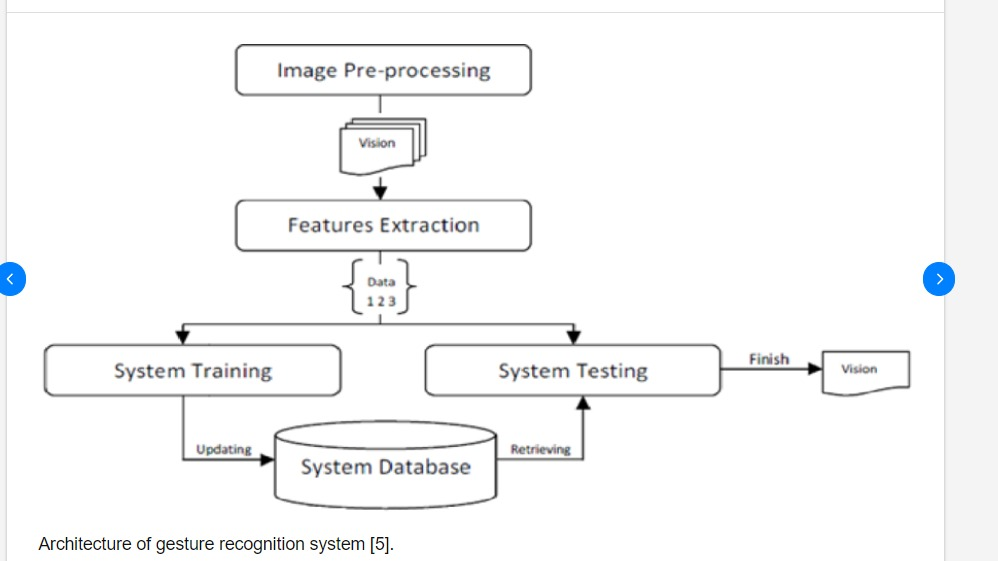 Image Pre-processing
Vision
Features Extraction
Data
1 2 3
System Training
System Testing
Finish
Vision
Updating
System Database
Retrieving
Architecture of gesture recognition system [5].